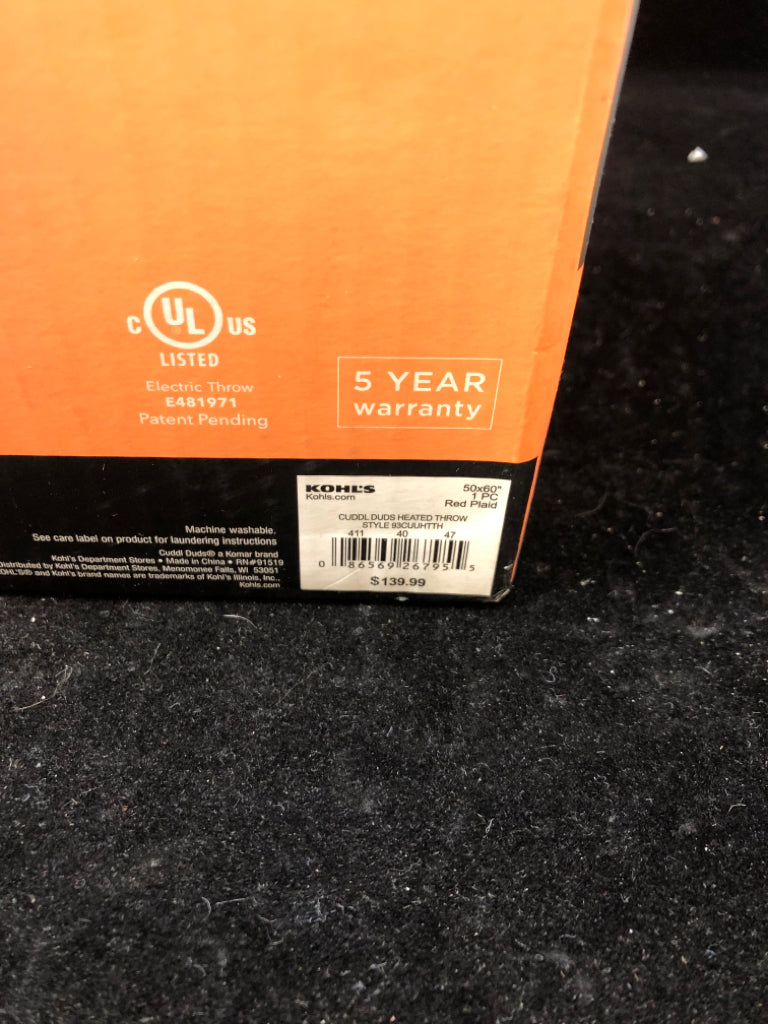 C UL US
LISTED
Electric Throw
E481971
Patent Pending
5 YEAR
warranty
KOHL'S
Kohls.com
50x60"
1 PC
Red Plaid
CUDDL DUDS HEATED THROW
STYLE 93CUUHTTH
411 40 47
0 86569 26795 5
$139.99
Machine washable.
See care label on product for laundering instructions
Cuddl Duds® a Komar brand
Kohl's Department Stores • Made in China • RN#91519
Distributed by Kohl's Department Stores, Menomonee Falls, WI 53051
KOHL'S® and Kohl's brand names are trademarks of Kohl's Illinois, Inc..
Kohls.com